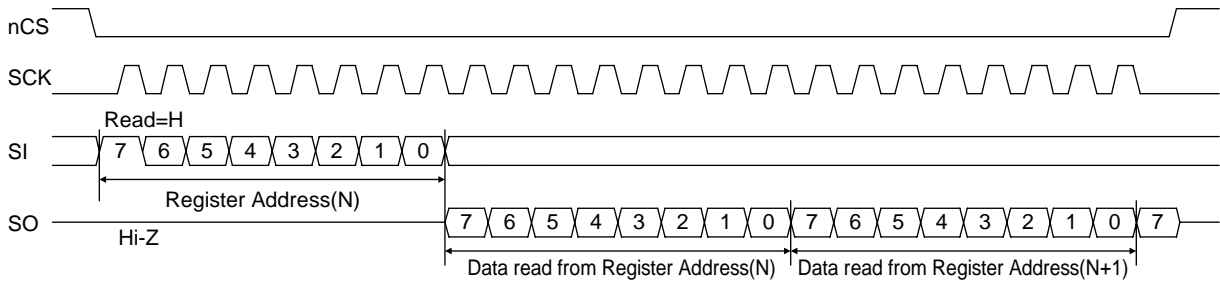 nCS
SCK
Read=H
SI 7 6 5 4 3 2 1 0
Register Address(N)
SO 7 6 5 4 3 2 1 0 7 6 5 4 3 2 1 0 7
Hi-Z
Data read from Register Address(N) Data read from Register Address(N+1)